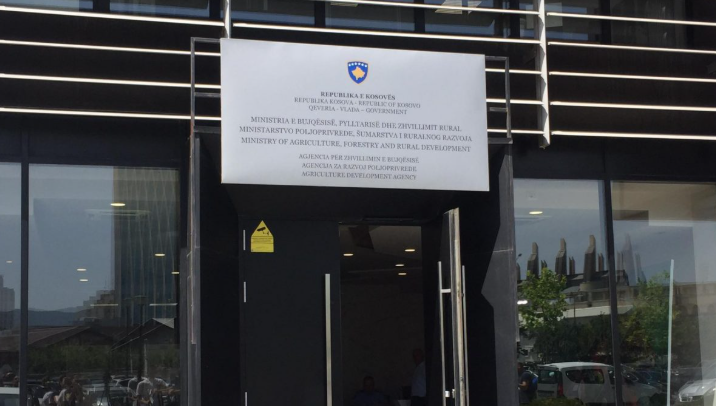 REPUBLIKA E KOSOVËS
REPUBLIKA KOSOVA - REPUBLIC OF KOSOVO
QEVERIA - VLADA - GOVERNMENT
MINISTRIA E BUJQËSISË, PYLLTARISË DHE ZHVILLIMIT RURAL
MINISTARSTVO POLJOPRIVREDE, ŠUMARSTVA I RURALNOG RAZVOJA
MINISTRY OF AGRICULTURE, FORESTRY AND RURAL DEVELOPMENT
AGJENCIA PËR ZHVILLIMIN E BUJQËSISË
AGENCIJA ZA RAZVOJ POLJOPRIVREDE
AGRICULTURE DEVELOPMENT AGENCY